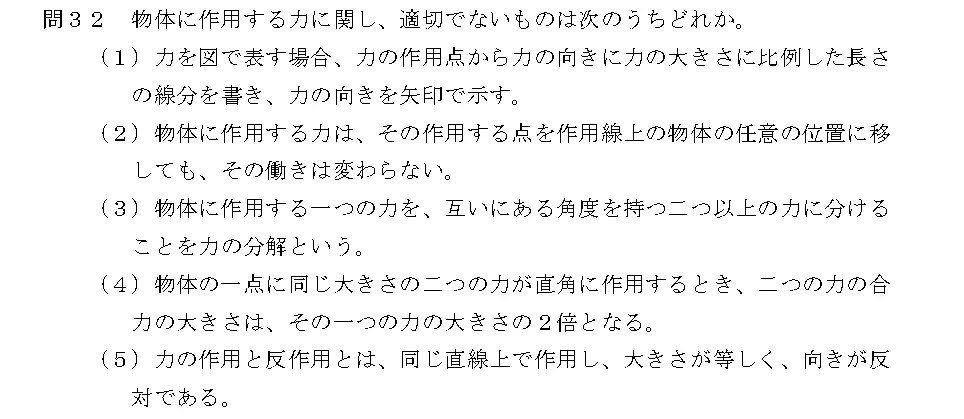 問３２　物体に作用する力に関し、適切でないものは次のうちどれか。
（１）力を図で表す場合、力の作用点から力の向きに力の大きさに比例した長さ
の線分を書き、力の向きを矢印で示す。
（２）物体に作用する力は、その作用する点を作用線上の物体の任意の位置に移
しても、その働きは変わらない。
（３）物体に作用する一つの力を、互いにある角度を持つ二つ以上の力に分ける
ことを力の分解という。
（４）物体の一点に同じ大きさの二つの力が直角に作用するとき、二つの力の合
力の大きさは、その一つの力の大きさの２倍となる。
（５）力の作用と反作用とは、同じ直線上で作用し、大きさが等しく、向きが反
対である。